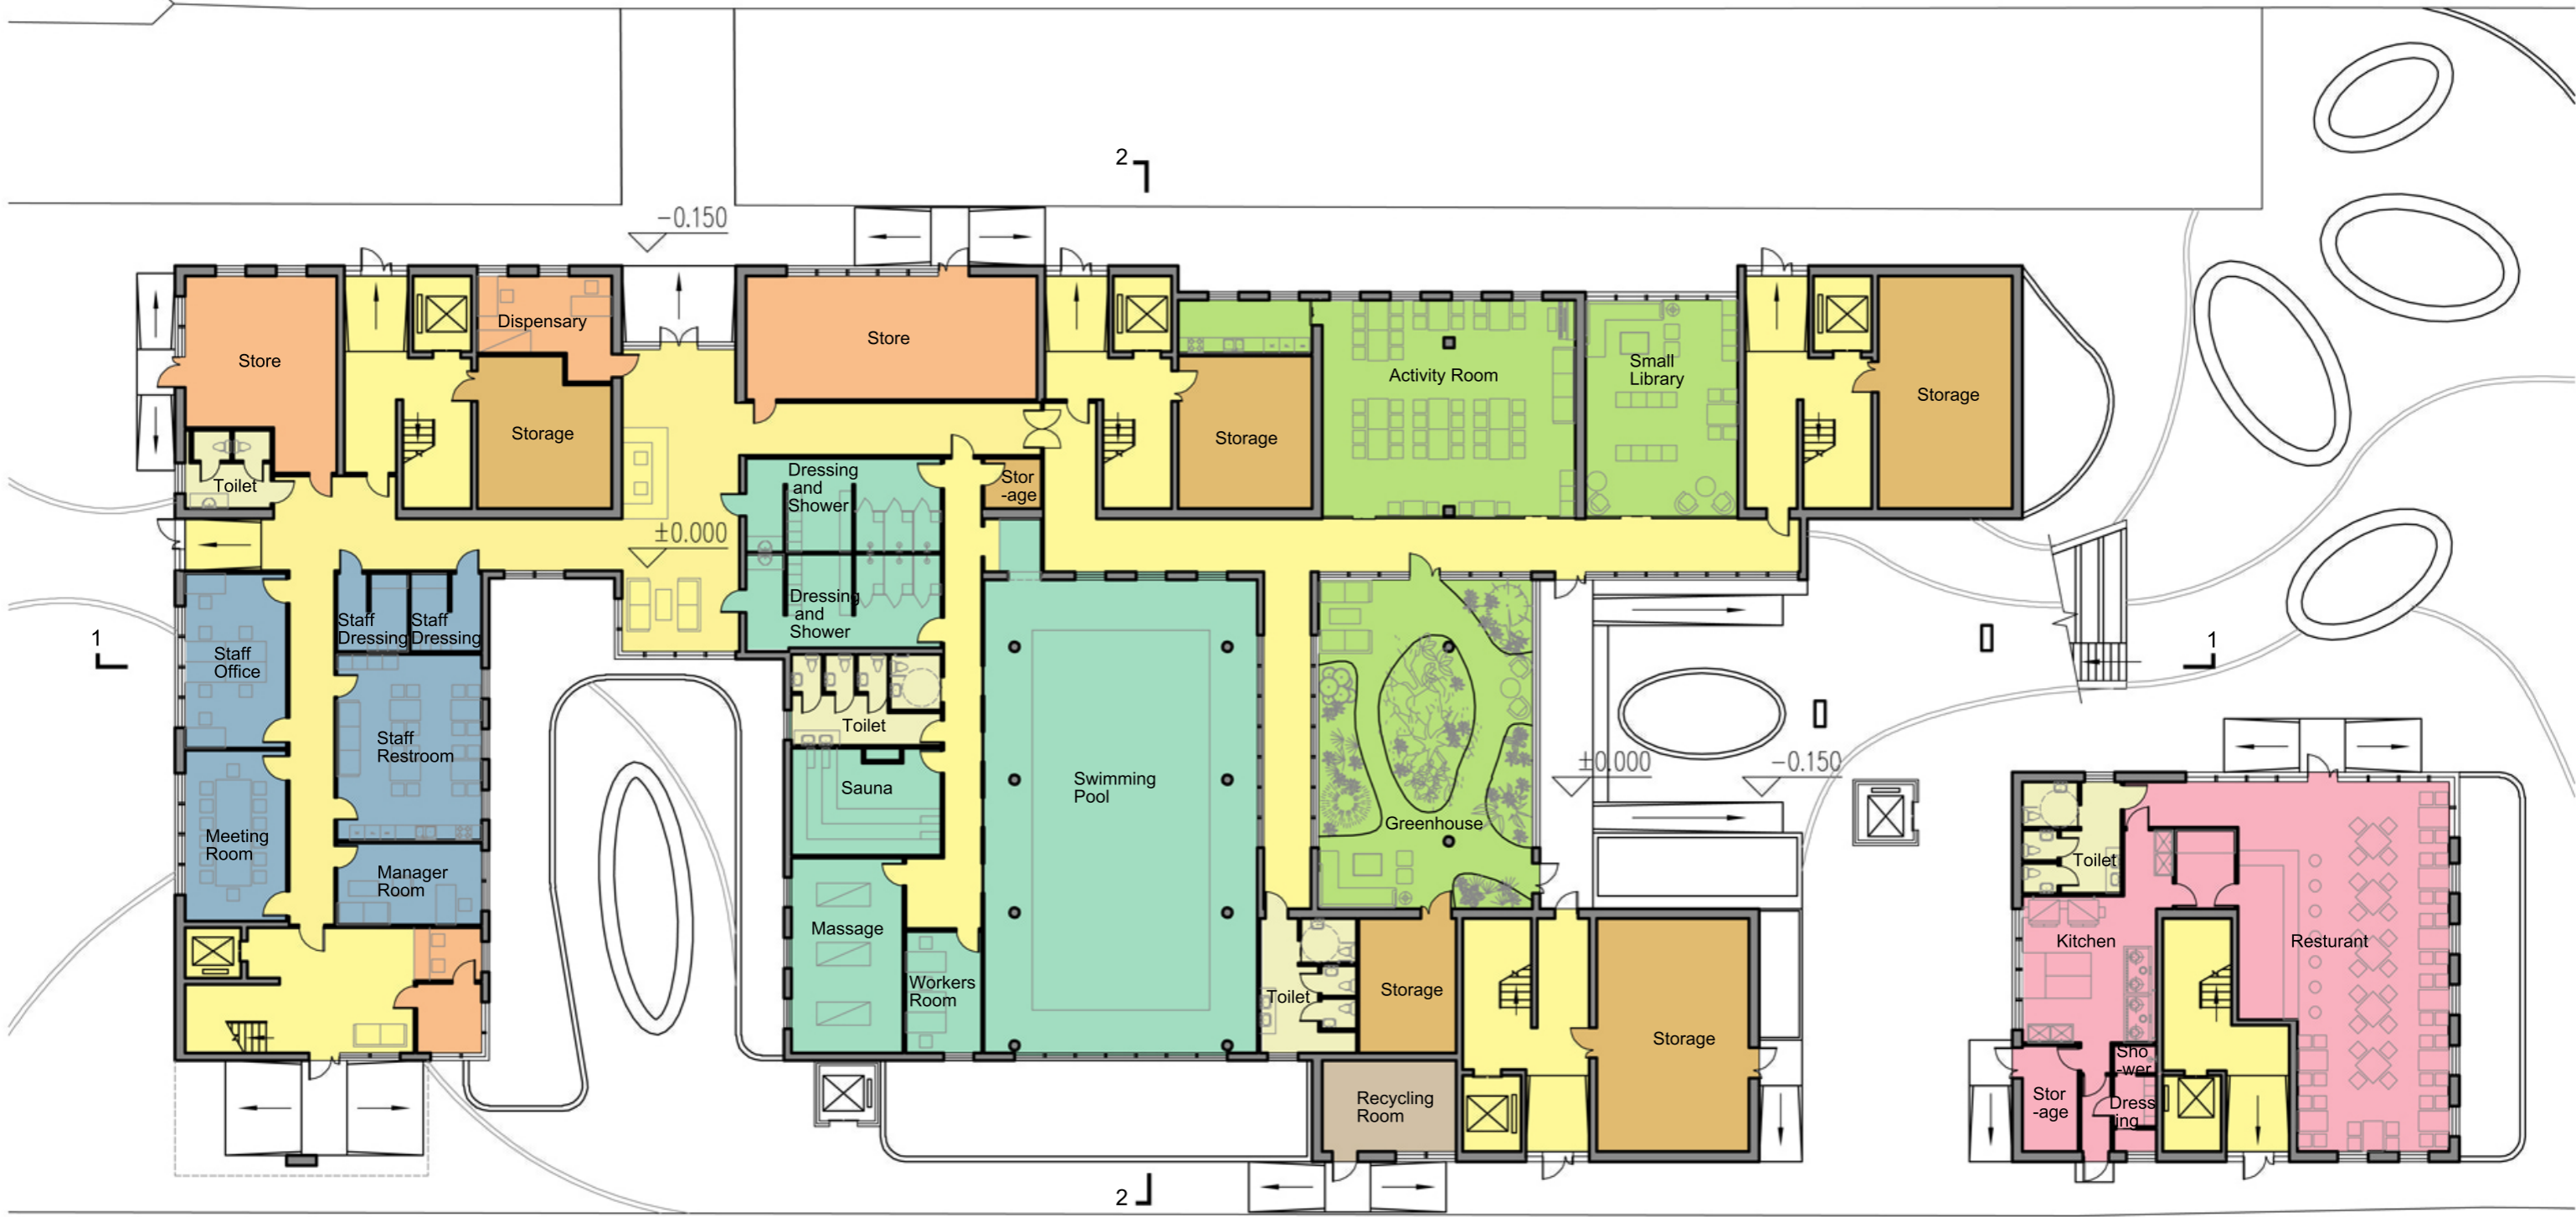 2
-0.150
Dispensary
Store
Store
Activity Room
Small
Library
Storage
Storage
Storage
Toilet
Dressing
and
Shower
Stor
-age
±0.000
Dressing
and
Shower
Staff
Dressing
Staff
Dressing
1
Staff
Office
1
Toilet
Staff
Restroom
Sauna
Swimming
Pool
±0.000
-0.150
Greenhouse
Meeting
Room
Manager
Room
Toilet
Massage
Kitchen
Resturant
Workers
Room
Toilet
Storage
Storage
Recycling
Room
Sho
-wer
Stor
-age
Dress
ing
2